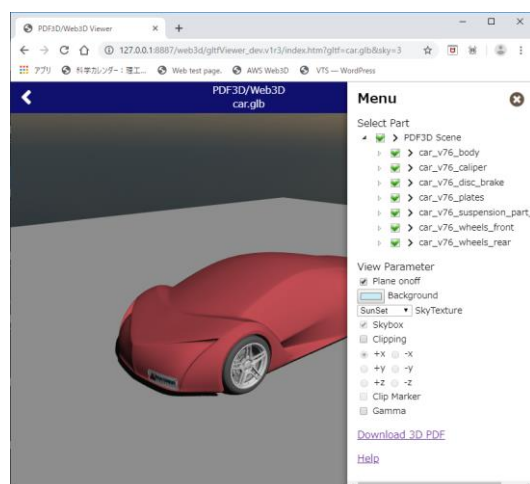 PDF3D/Web3D Viewer
127.0.0.1:8887/web3d/gltfViewer_dev.v1r3/index.htm?gltf=car.glb&sky=3
アプリ 科学カレンダー：理工... Web test page. AWS Web3D VTS — WordPress
PDF3D/Web3D
car.glb
Menu
Select Part
PDF3D Scene
car_v76_body
car_v76_caliper
car_v76_disc_brake
car_v76_plates
car_v76_suspension_part_
car_v76_wheels_front
car_v76_wheels_rear
View Parameter
Plane onoff
Background
SunSet SkyTexture
Skybox
Clipping
+x -x
+y -y
+z -z
Clip Marker
Gamma
Download 3D PDF
Help